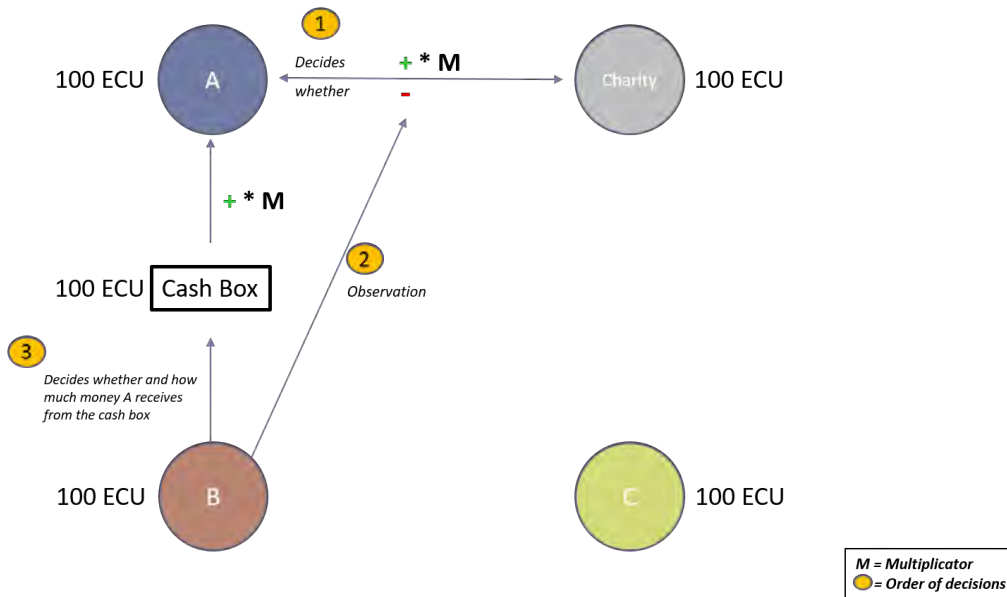 1
100 ECU
A
Decides
whether
+ * M
-
Charity
100 ECU
+ * M
2
Observation
100 ECU
Cash Box
3
Decides whether and how
much money A receives
from the cash box
100 ECU
B
C
100 ECU
M = Multiplicator
= Order of decisions